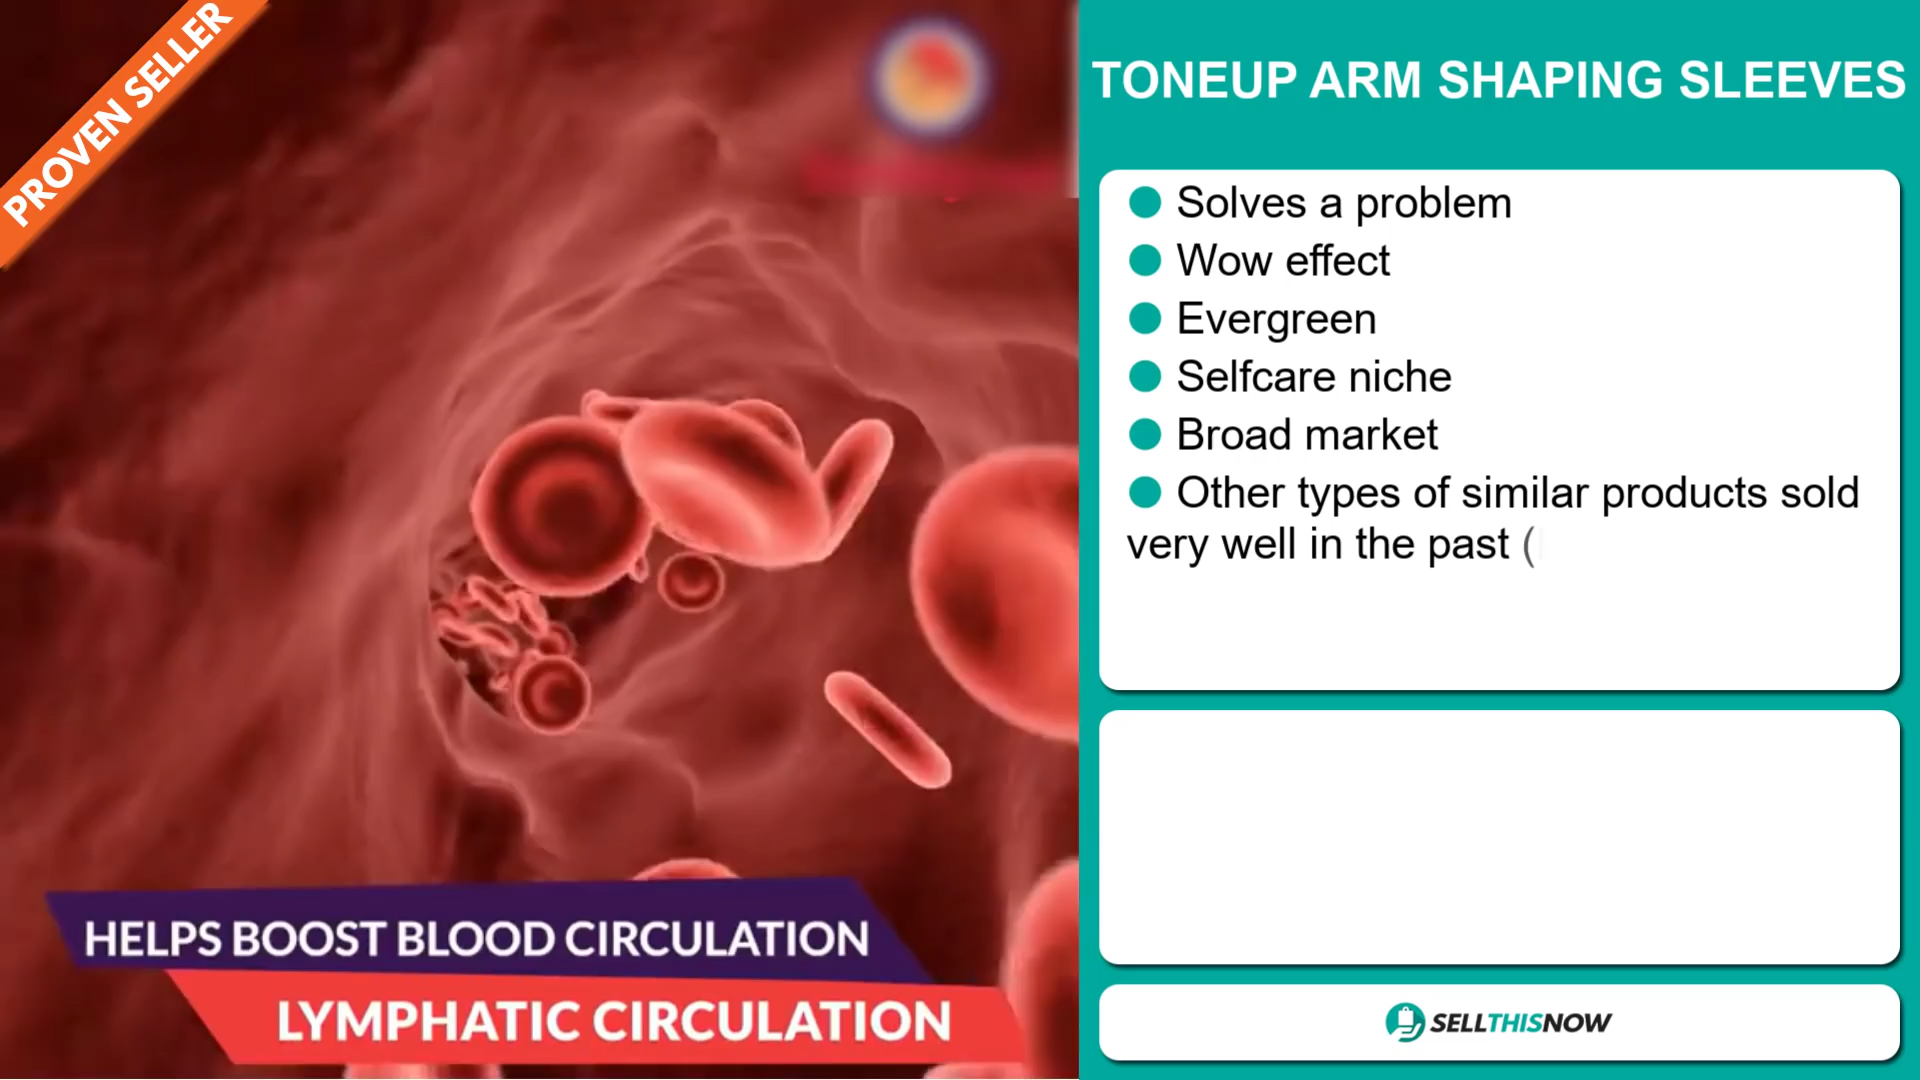 PROVEN SELLER
HELPS BOOST BLOOD CIRCULATION
LYMPHATIC CIRCULATION
TONEUP ARM SHAPING SLEEVES
Solves a problem
Wow effect
Evergreen
Selfcare niche
Broad market
Other types of similar products sold
very well in the past (
SELLTHISNOW